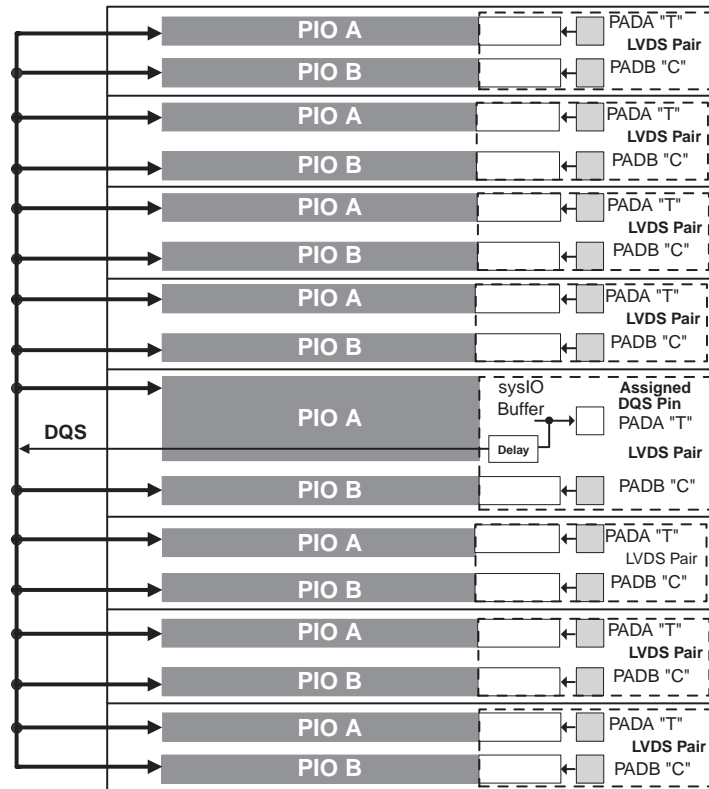 PIO A
PADA "T"
LVDS Pair
PIO B
PADB "C"
PIO A
PADA "T"
LVDS Pair
PIO B
PADB "C"
PIO A
PADA "T"
LVDS Pair
PIO B
PADB "C"
PIO A
PADA "T"
LVDS Pair
PIO B
PADB "C"
sysIO
Buffer
Assigned
DQS Pin
PIO A
PADA "T"
DQS
Delay
LVDS Pair
PIO B
PADB "C"
PIO A
PADA "T"
LVDS Pair
PIO B
PADB "C"
PIO A
PADA "T"
LVDS Pair
PIO B
PADB "C"
PIO A
PADA "T"
LVDS Pair
PIO B
PADB "C"